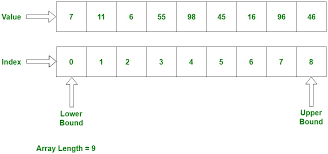 Value 7 11 6 55 98 45 16 96 46
Index 0 1 2 3 4 5 6 7 8
Lower Bound
Upper Bound
Array Length = 9